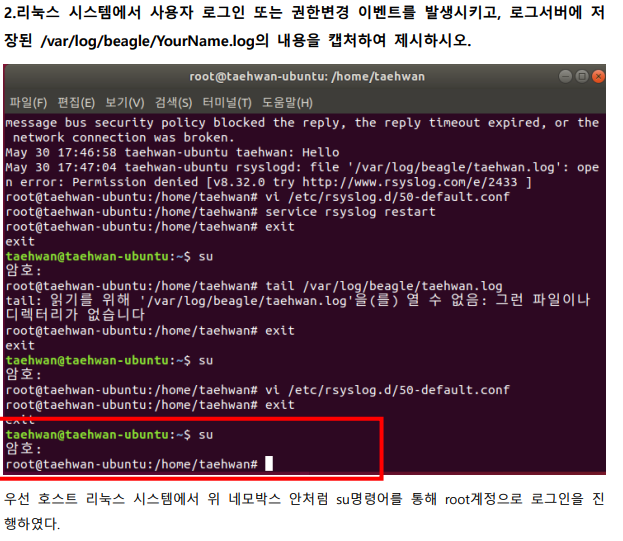 2.리눅스 시스템에서 사용자 로그인 또는 권한변경 이벤트를 발생시키고, 로그서버에 저
장된 /var/log/beagle/YourName.log의 내용을 캡처하여 제시하시오.
root@taehwan-ubuntu: /home/taehwan
파일(F) 편집(E) 보기(V) 검색(S) 터미널(T) 도움말(H)
message bus security policy blocked the reply, the reply timeout expired, or the
network connection was broken.
May 30 17:46:58 taehwan-ubuntu taehwan: Hello
May 30 17:47:04 taehwan-ubuntu rsyslogd: file '/var/log/beagle/taehwan.log': ope
n error: Permission denied [v8.32.0 try http://www.rsyslog.com/e/2433 ]
root@taehwan-ubuntu:/home/taehwan# vi /etc/rsyslog.d/50-default.conf
root@taehwan-ubuntu:/home/taehwan# service rsyslog restart
root@taehwan-ubuntu:/home/taehwan# exit
exit
taehwan@taehwan-ubuntu:~$ su
암호:
root@taehwan-ubuntu:/home/taehwan# tail /var/log/beagle/taehwan.log
tail: 읽기를 위해 '/var/log/beagle/taehwan.log'을(를) 열 수 없음: 그런 파일이나
디렉터리가 없습니다
root@taehwan-ubuntu:/home/taehwan# exit
exit
taehwan@taehwan-ubuntu:~$ su
암호:
root@taehwan-ubuntu:/home/taehwan# vi /etc/rsyslog.d/50-default.conf
root@taehwan-ubuntu:/home/taehwan# exit
exit
taehwan@taehwan-ubuntu:~$ su
암호:
root@taehwan-ubuntu:/home/taehwan#
우선 호스트 리눅스 시스템에서 위 네모박스 안처럼 su명령어를 통해 root계정으로 로그인을 진
행하였다.